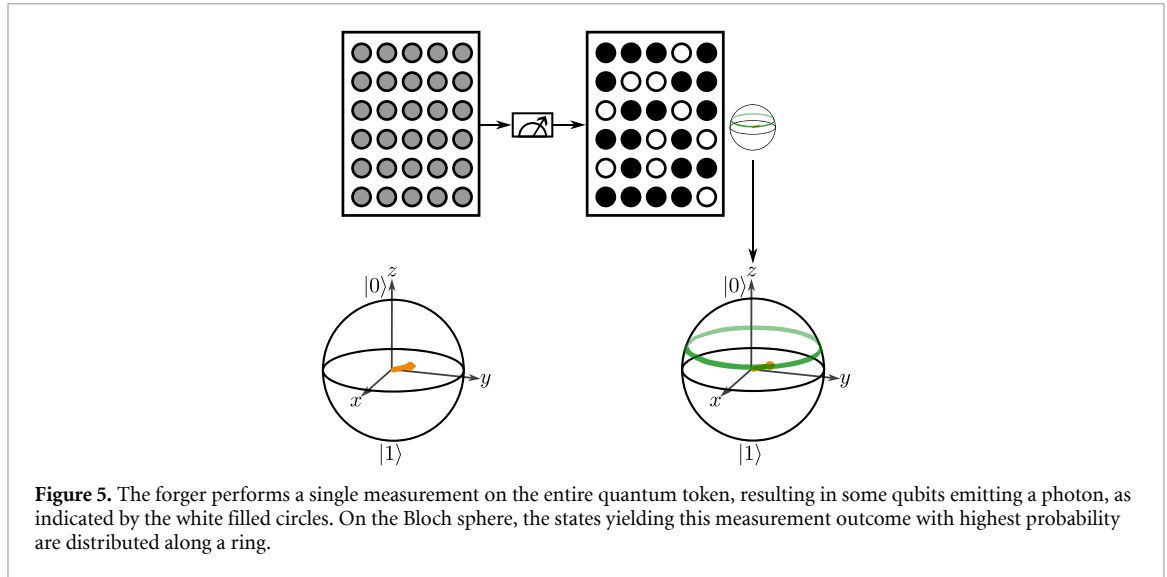 |0⟩ z
y
x
|1⟩
|0⟩ z
y
x
|1⟩
Figure 5. The forger performs a single measurement on the entire quantum token, resulting in some qubits emitting a photon, as
indicated by the white filled circles. On the Bloch sphere, the states yielding this measurement outcome with highest probability
are distributed along a ring.